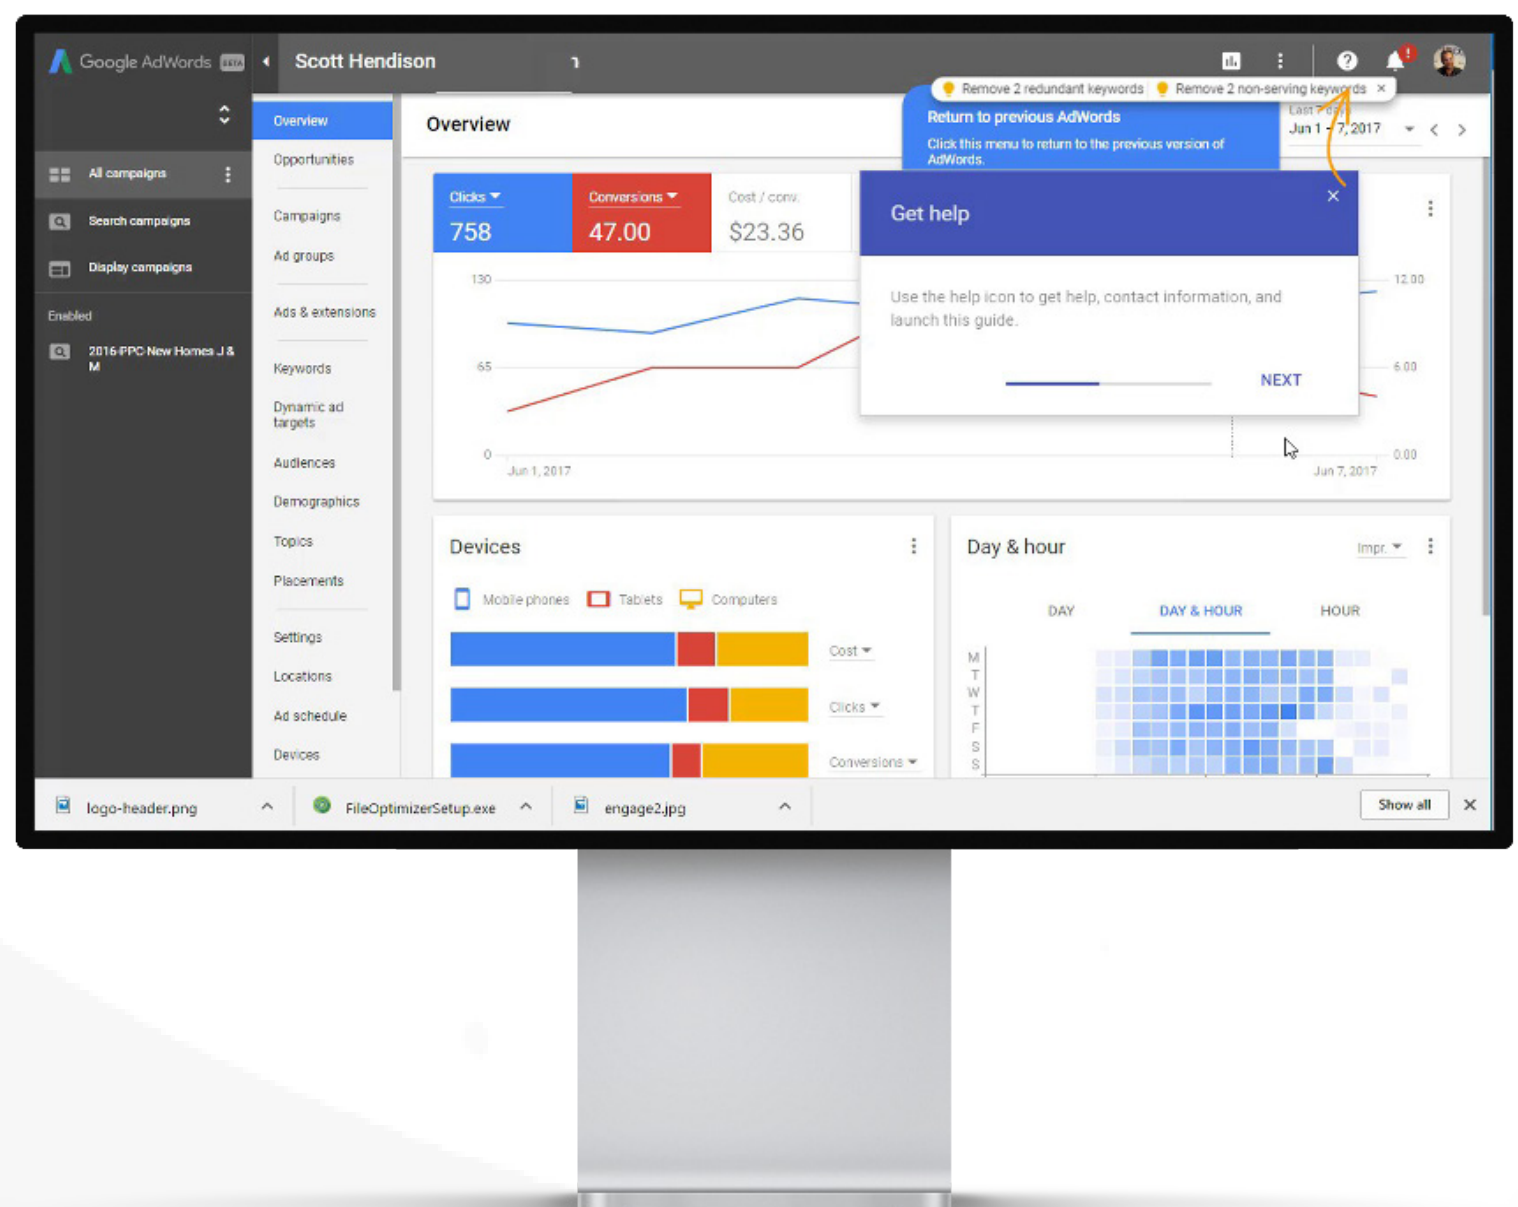 Google AdWords BETA
Scott Hendison
Remove 2 redundant keywords
Remove 2 non-serving keywords
Return to previous AdWords
Click this menu to return to the previous version of
AdWords.
Last 7 days
Jun 1 – 7, 2017
All campaigns
Search campaigns
Display campaigns
Enabled
2016-PPC-New Homes J &
M
Overview
Opportunities
Campaigns
Ad groups
Ads & extensions
Keywords
Dynamic ad
targets
Audiences
Demographics
Topics
Placements
Settings
Locations
Ad schedule
Devices
Overview
Clicks
758
Conversions
47.00
Cost / conv.
$23.36
130
65
0
12.00
6.00
0.00
Jun 1, 2017
Jun 7, 2017
Get help
Use the help icon to get help, contact information, and
launch this guide.
NEXT
Devices
Mobile phones
Tablets
Computers
Cost
Clicks
Conversions
Day & hour
Impr.
DAY
DAY & HOUR
HOUR
M
T
W
T
F
S
S
logo-header.png
FileOptimizerSetup.exe
engage2.jpg
Show all